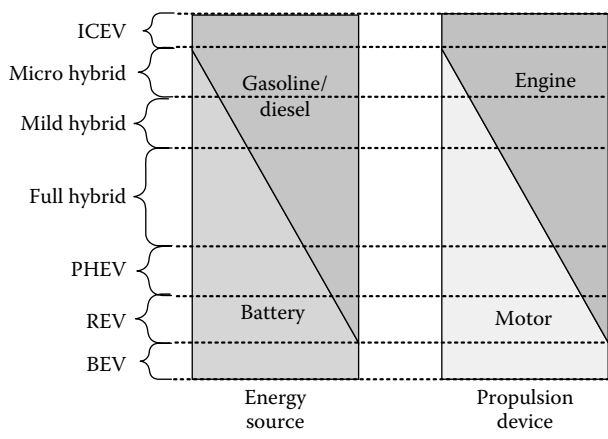 ICEV
Micro hybrid
Mild hybrid
Full hybrid
PHEV
REV
BEV
Gasoline/
diesel
Battery
Engine
Motor
Energy
source
Propulsion
device